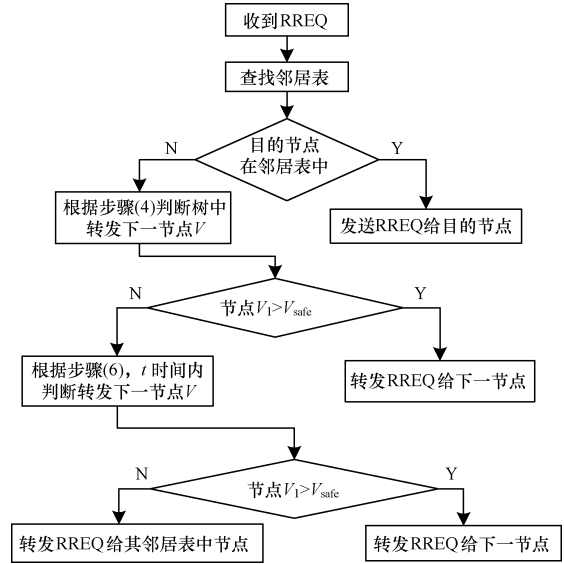 收到RREQ
查找邻居表
目的节点
在邻居表中
N
Y
根据步骤(4)判断树中
转发下一节点V
发送RREQ给目的节点
N
节点V1>Vsafe
Y
根据步骤(6)，t 时间内
判断转发下一节点V
转发RREQ给下一节点
N
节点V1>Vsafe
Y
转发RREQ给其邻居表中节点
转发RREQ给下一节点